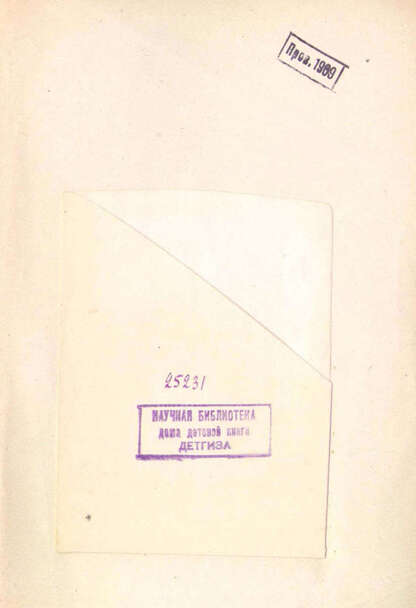 Пров. 1969
25231
НАУЧНАЯ БИБЛИОТЕКА
дома детской книги
ДЕТГИЗА